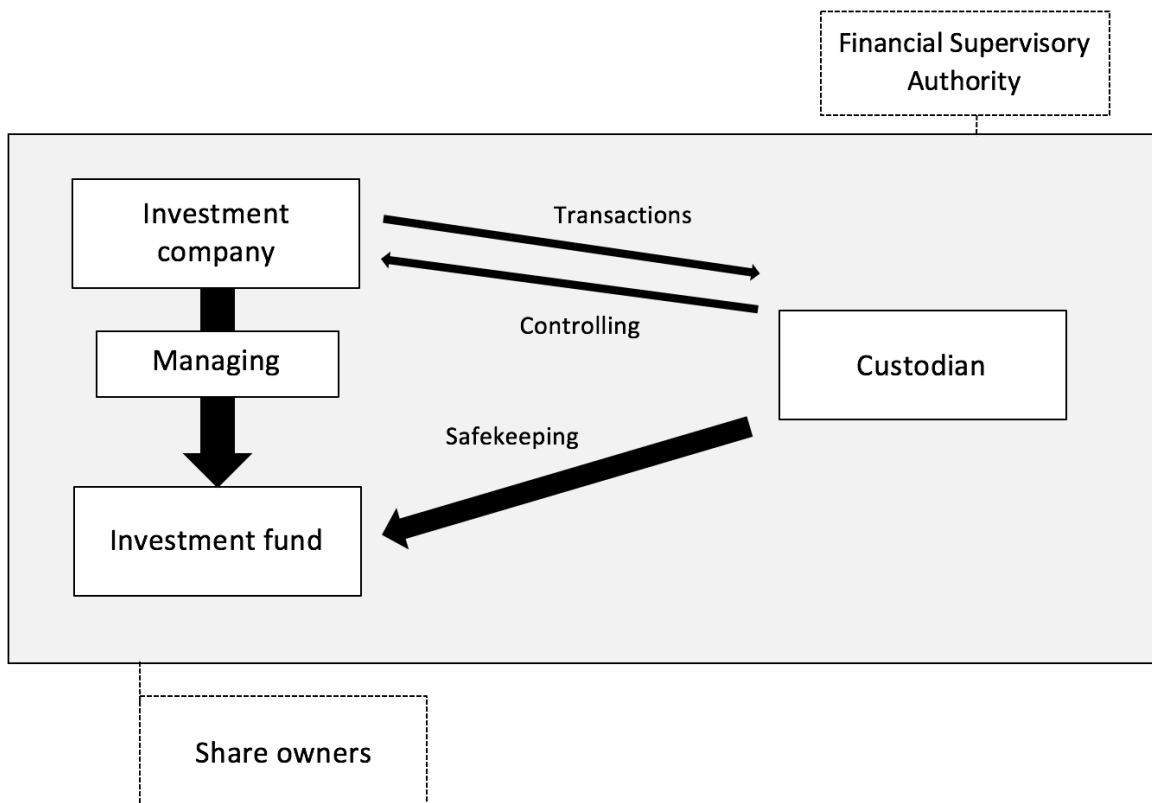 Financial Supervisory
Authority
Investment
company
Transactions
Controlling
Managing
Custodian
Safekeeping
Investment fund
Share owners